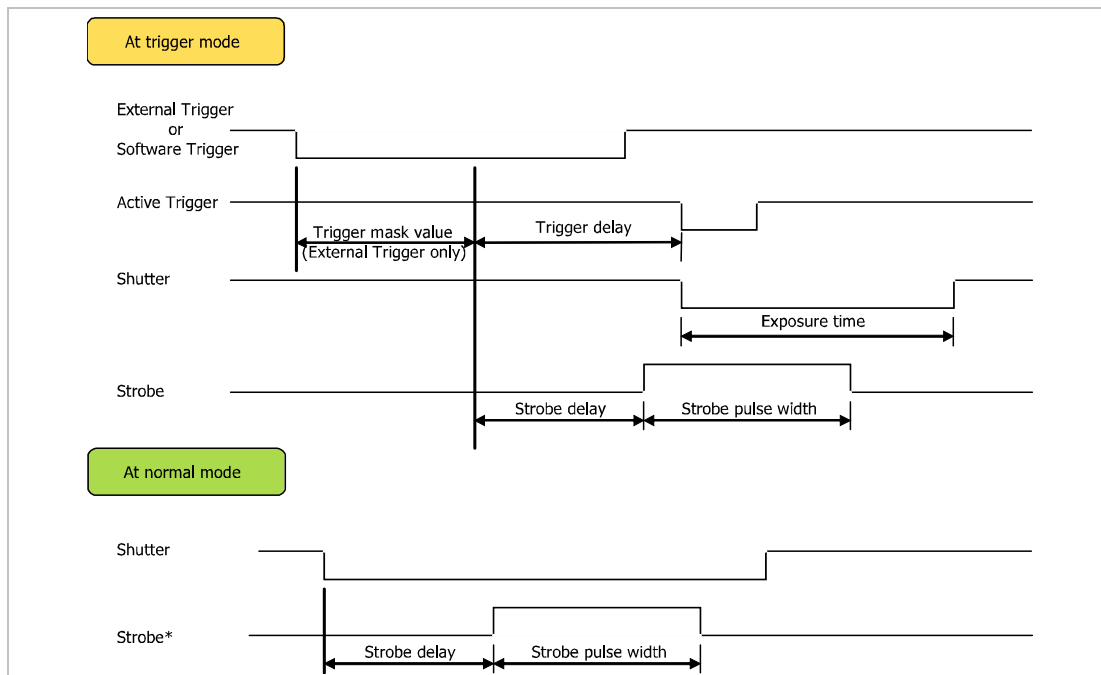 At trigger mode
External Trigger
or
Software Trigger
Active Trigger
Trigger mask value
(External Trigger only)
Trigger delay
Shutter
Exposure time
Strobe
Strobe delay
Strobe pulse width
At normal mode
Shutter
Strobe*
Strobe delay
Strobe pulse width